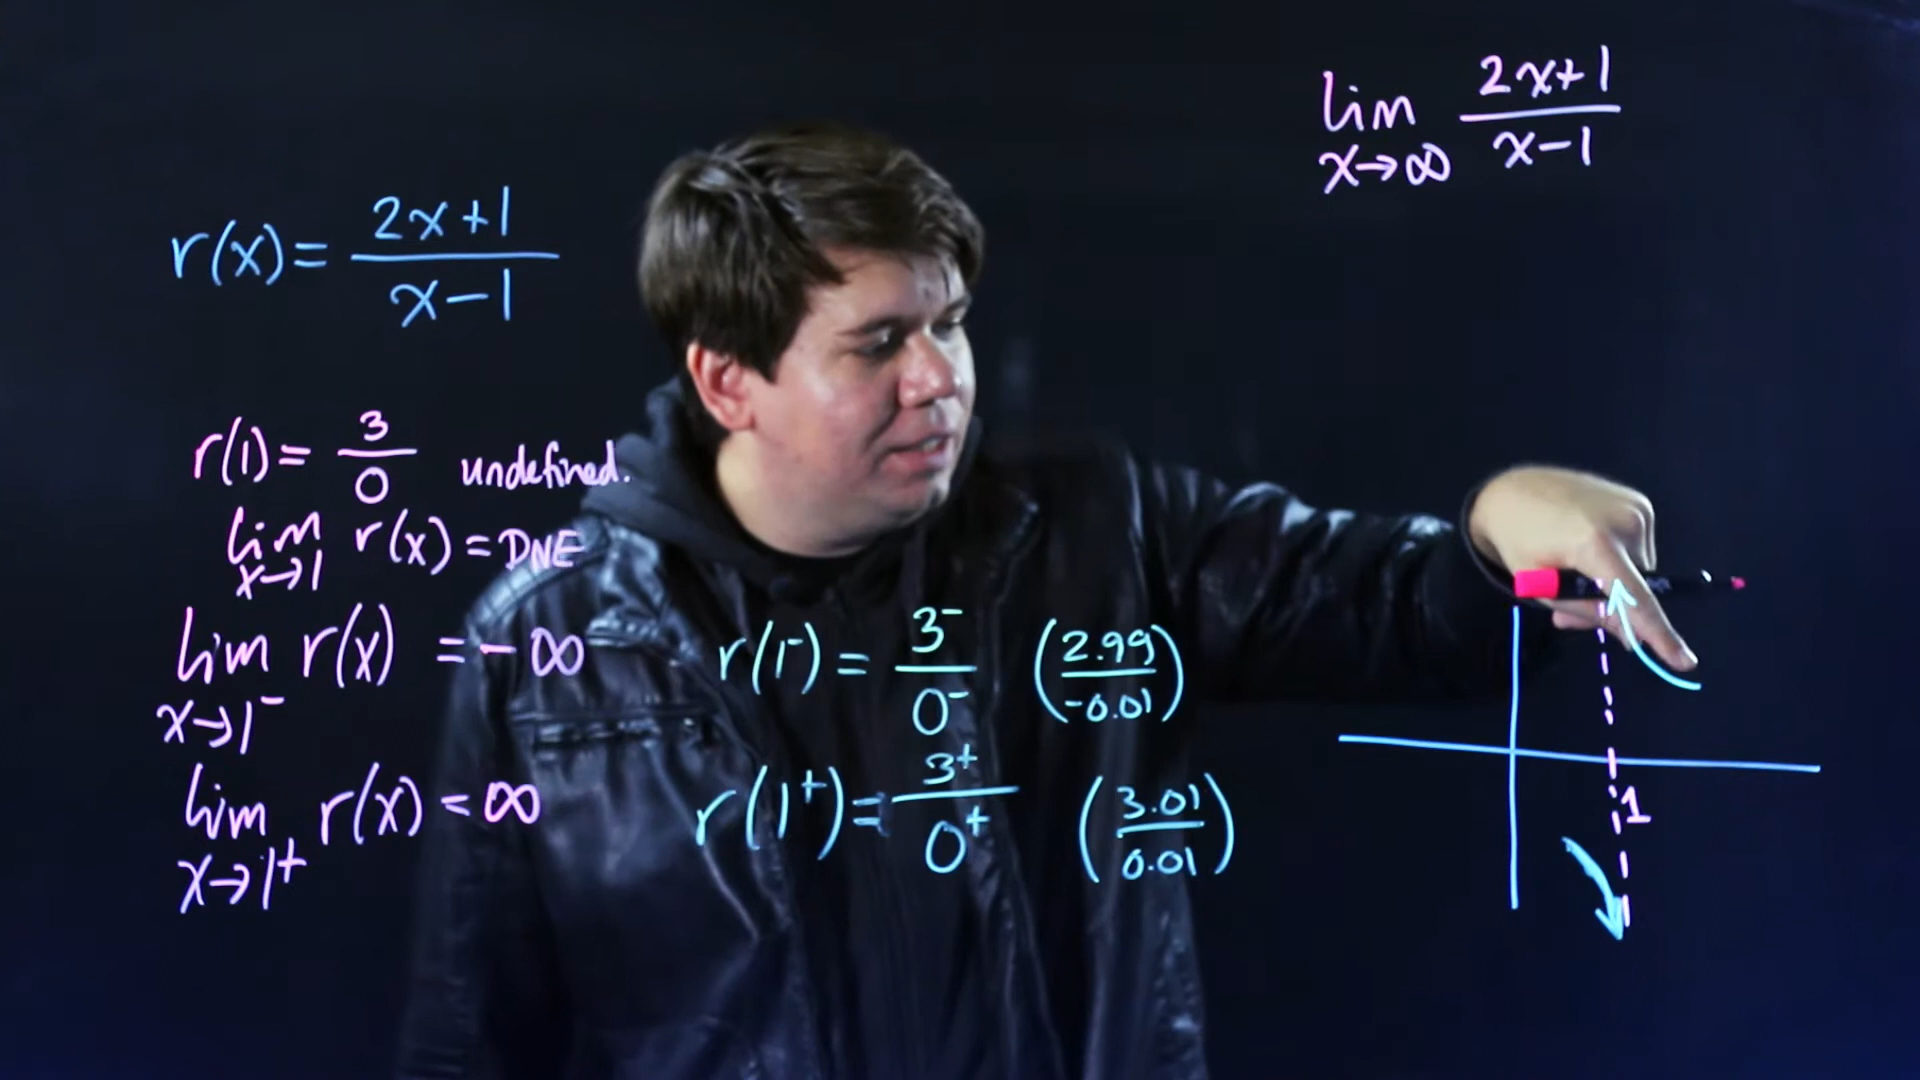 r(x) = (2x+1)/(x-1)
r(1) = 3/0 undefined.
lim x→1 r(x) = DNE
lim x→1⁻ r(x) = -∞
lim x→1⁺ r(x) = ∞
r(1⁻) = 3⁻/0⁻ (2.99/-0.01)
r(1⁺) = 3⁺/0⁺ (3.01/0.01)
lim x→∞ (2x+1)/(x-1)
1